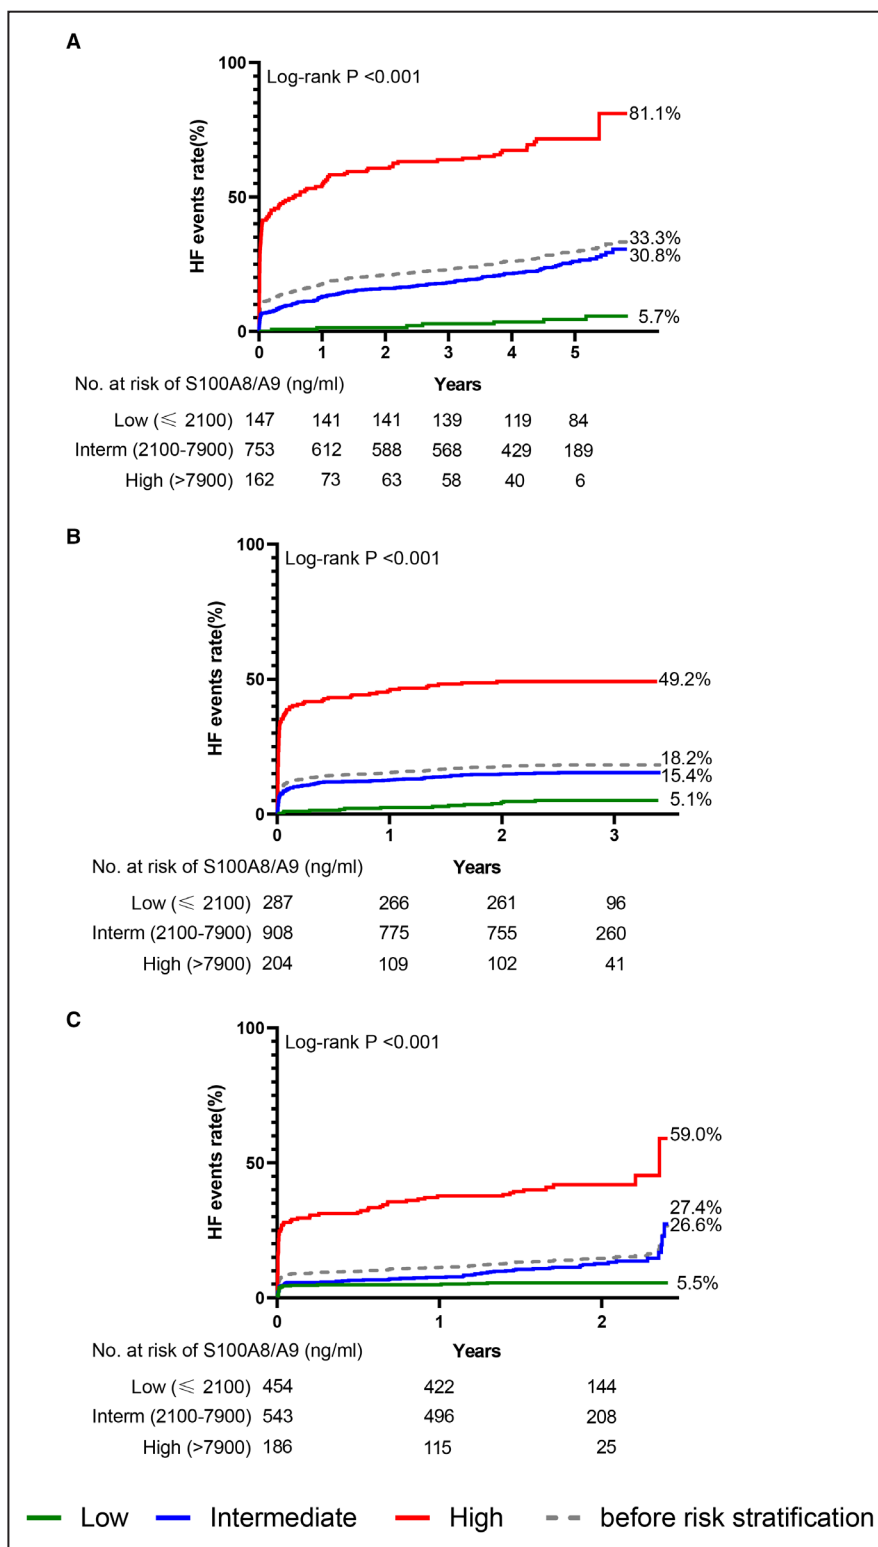 A
Log-rank P <0.001
HF events rate(%)
100
50
0
81.1%
33.3%
30.8%
5.7%
0 1 2 3 4 5
No. at risk of S100A8/A9 (ng/ml) Years
Low (≤ 2100) 147 141 141 139 119 84
Interm (2100-7900) 753 612 588 568 429 189
High (>7900) 162 73 63 58 40 6
B
Log-rank P <0.001
HF events rate(%)
100
50
0
49.2%
18.2%
15.4%
5.1%
0 1 2 3
No. at risk of S100A8/A9 (ng/ml) Years
Low (≤ 2100) 287 266 261 96
Interm (2100-7900) 908 775 755 260
High (>7900) 204 109 102 41
C
Log-rank P <0.001
HF events rate(%)
100
50
0
59.0%
27.4%
26.6%
5.5%
0 1 2
No. at risk of S100A8/A9 (ng/ml) Years
Low (≤ 2100) 454 422 144
Interm (2100-7900) 543 496 208
High (>7900) 186 115 25
Low Intermediate High before risk stratification